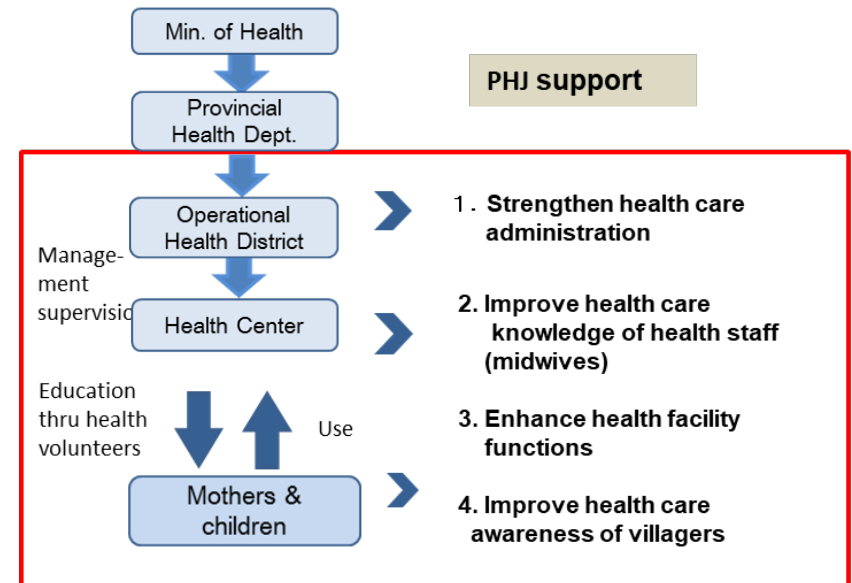 Min. of Health
PHJ support
Provincial
Health Dept.
Operational
Health District
1. Strengthen health care
administration
Manage-
ment
supervisio
Health Center
2. Improve health care
knowledge of health staff
(midwives)
Education
thru health
volunteers
Use
3. Enhance health facility
functions
Mothers &
children
4. Improve health care
awareness of villagers